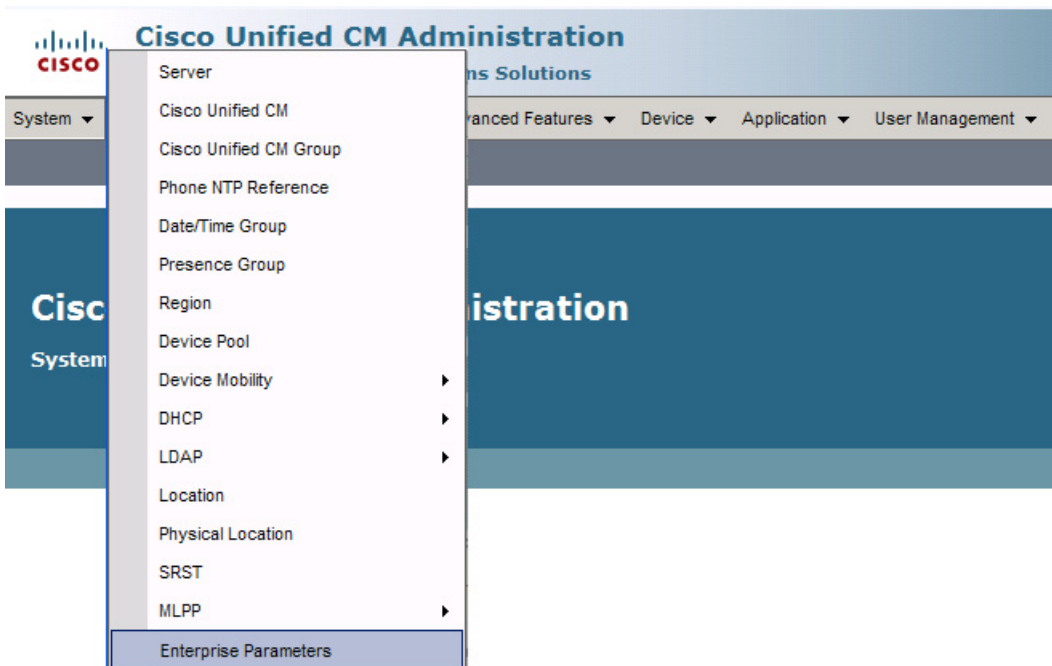 Cisco Unified CM Administration
CISCO
ns Solutions
System
vanced Features
Device
Application
User Management
Server
Cisco Unified CM
Cisco Unified CM Group
Phone NTP Reference
Date/Time Group
Presence Group
Region
Device Pool
Device Mobility
DHCP
LDAP
Location
Physical Location
SRST
MLPP
Enterprise Parameters
Cisc
istration
System